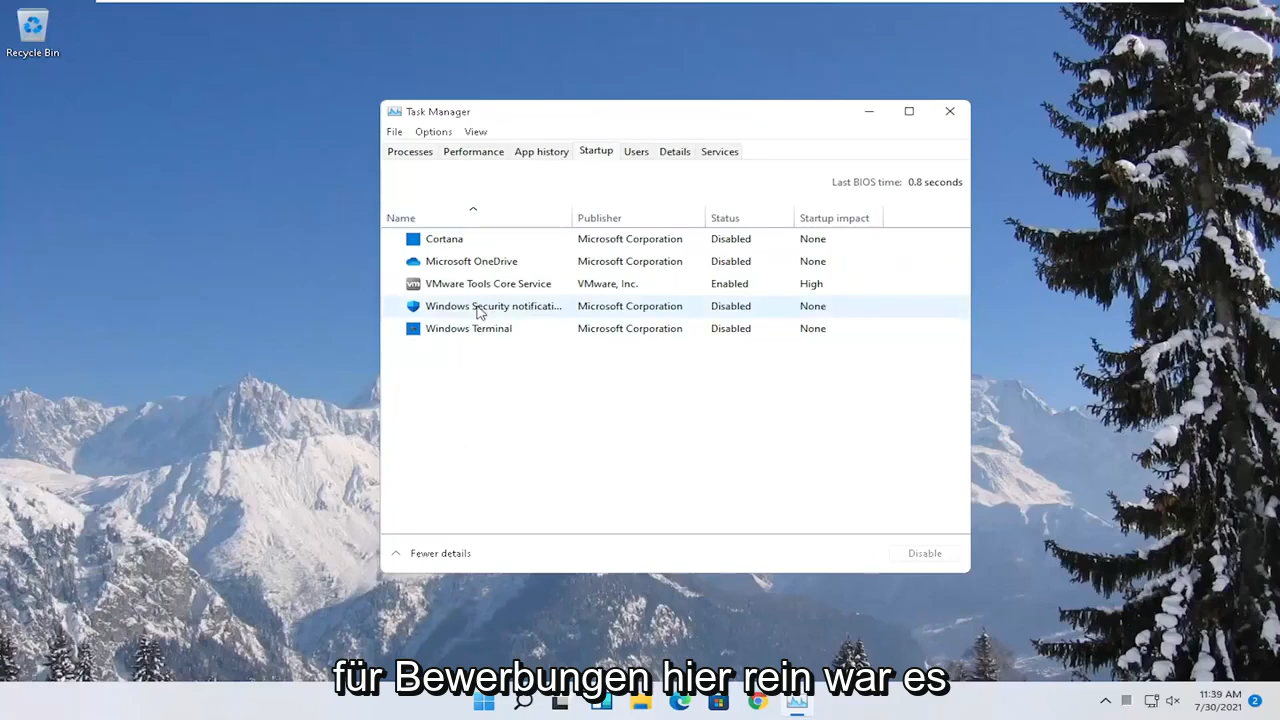 Recycle Bin
Task Manager
File Options View
Processes Performance App history Startup Users Details Services
Last BIOS time: 0.8 seconds
Name Publisher Status Startup impact
Cortana Microsoft Corporation Disabled None
Microsoft OneDrive Microsoft Corporation Disabled None
vm VMware Tools Core Service VMware, Inc. Enabled High
Windows Security notificati... Microsoft Corporation Disabled None
Windows Terminal Microsoft Corporation Disabled None
Fewer details Disable
für Bewerbungen hier rein war es
11:39 AM
7/30/2021 2